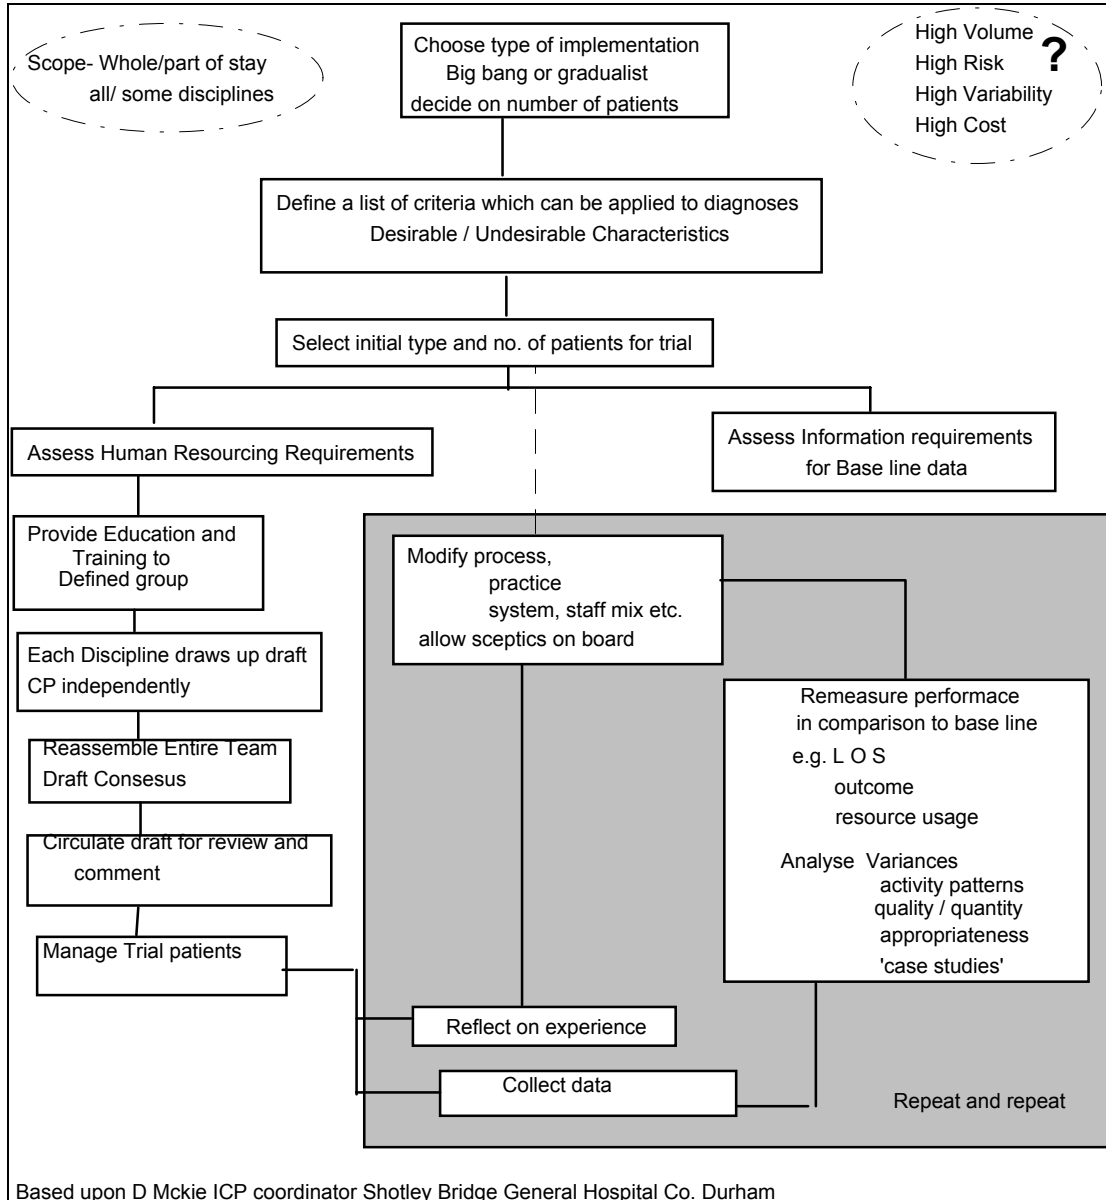 Scope- Whole/part of stay
all/ some disciplines
Choose type of implementation
Big bang or gradualist
decide on number of patients
High Volume
High Risk
High Variability
High Cost
?
Define a list of criteria which can be applied to diagnoses
Desirable / Undesirable Characteristics
Select initial type and no. of patients for trial
Assess Human Resourcing Requirements
Assess Information requirements
for Base line data
Provide Education and
Training to
Defined group
Each Discipline draws up draft
CP independently
Reassemble Entire Team
Draft Consesus
Circulate draft for review and
comment
Manage Trial patients
Modify process,
practice
system, staff mix etc.
allow sceptics on board
Remeasure performace
in comparison to base line
e.g. L O S
outcome
resource usage
Analyse Variances
activity patterns
quality / quantity
appropriateness
'case studies'
Reflect on experience
Collect data
Repeat and repeat
Based upon D Mckie ICP coordinator Shotley Bridge General Hospital Co. Durham